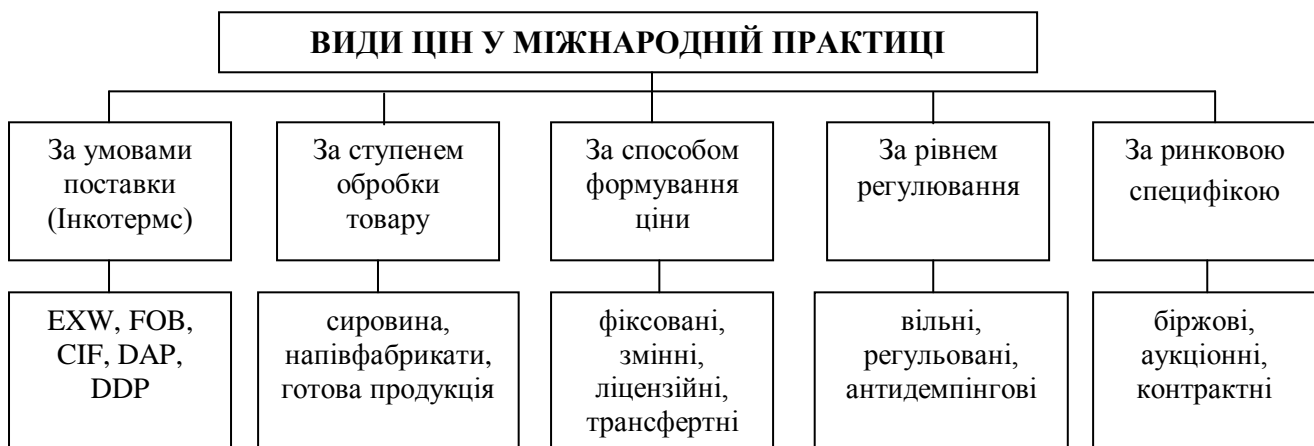 ВИДИ ЦІН У МІЖНАРОДНІЙ ПРАКТИЦІ
За умовами
поставки
(Інкотермс)
За ступенем
обробки
товару
За способом
формування
ціни
За рівнем
регулювання
За ринковою
специфікою
EXW, FOB,
CIF, DAP,
DDP
сировина,
напівфабрикати,
готова продукція
фіксовані,
змінні,
ліцензійні,
трансфертні
вільні,
регульовані,
антидемпінгові
біржові,
аукціонні,
контрактні